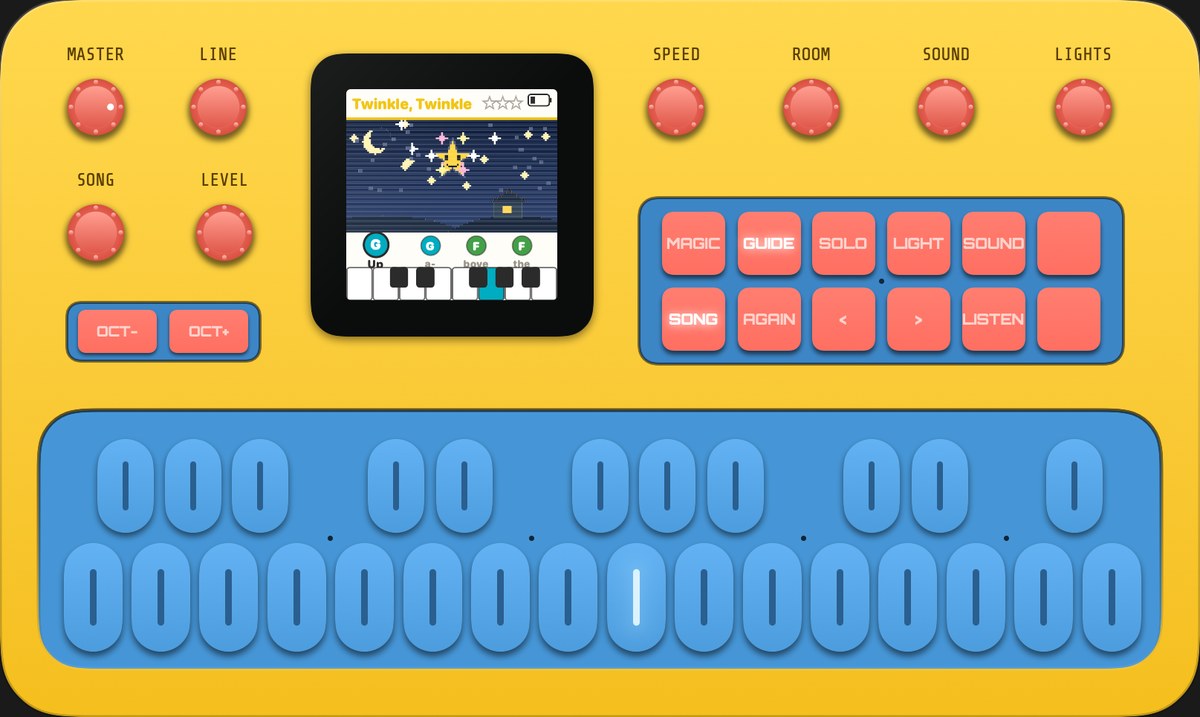 MASTER LINE
SPEED ROOM SOUND LIGHTS
Twinkle, Twinkle
SONG LEVEL
G G F F
Up a- bove the
MAGIC GUIDE SOLO LIGHT SOUND
SONG AGAIN < > LISTEN
OCT- OCT+